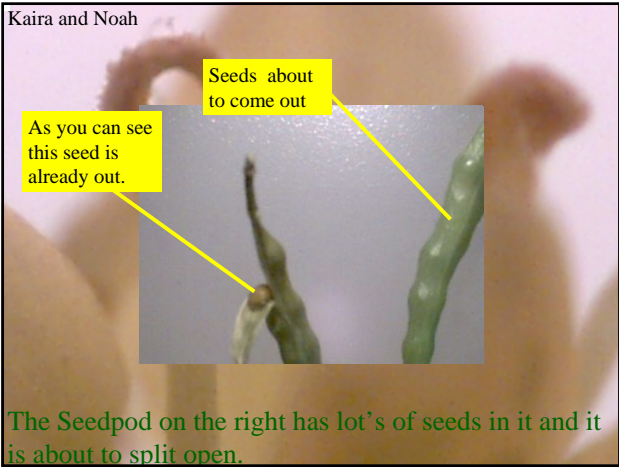 Kaira and Noah
Seeds about
to come out
As you can see
this seed is
already out.
The Seedpod on the right has lot’s of seeds in it and it
is about to split open.